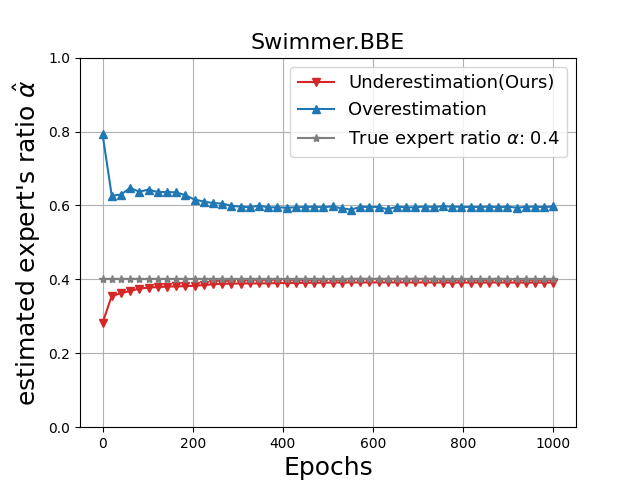 Swimmer.BBE
estimated expert's ratio α̂
1.0
0.8
0.6
0.4
0.2
0.0
Underestimation(Ours)
Overestimation
True expert ratio α: 0.4
0 200 400 600 800 1000
Epochs